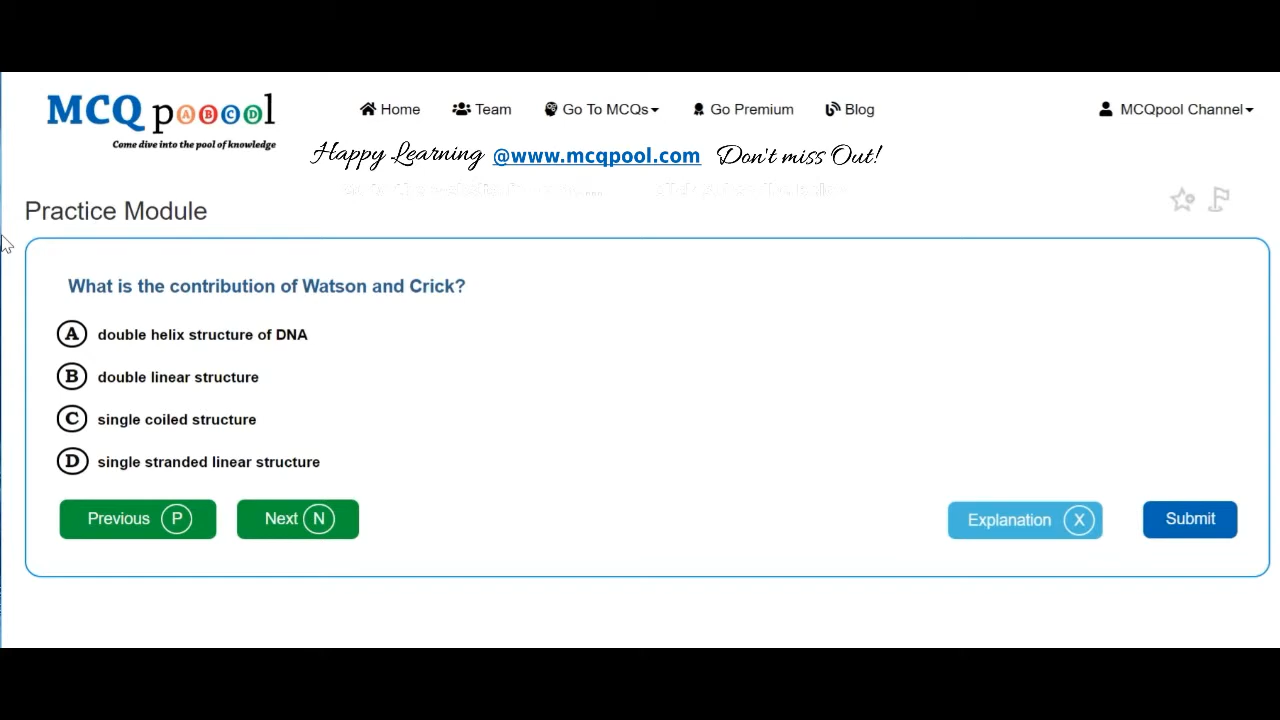 MCQ pooool
Come dive into the pool of knowledge
Home Team Go To MCQs Go Premium Blog MCQpool Channel
Happy Learning @www.mcqpool.com Don't miss Out!
Practice Module
What is the contribution of Watson and Crick?
A double helix structure of DNA
B double linear structure
C single coiled structure
D single stranded linear structure
Previous P Next N Explanation X Submit